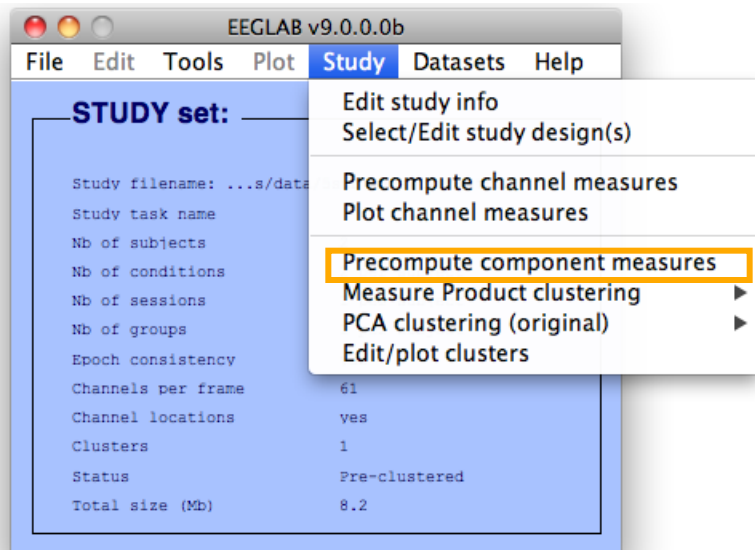 EEGLAB v9.0.0.0b
File Edit Tools Plot Study Datasets Help
STUDY set:
Edit study info
Select/Edit study design(s)
Precompute channel measures
Plot channel measures
Precompute component measures
Measure Product clustering
PCA clustering (original)
Edit/plot clusters
Study filename: ...s/data
Study task name
Nb of subjects
Nb of conditions
Nb of sessions
Nb of groups
Epoch consistency
Channels per frame 61
Channel locations yes
Clusters 1
Status Pre-clustered
Total size (Mb) 8.2